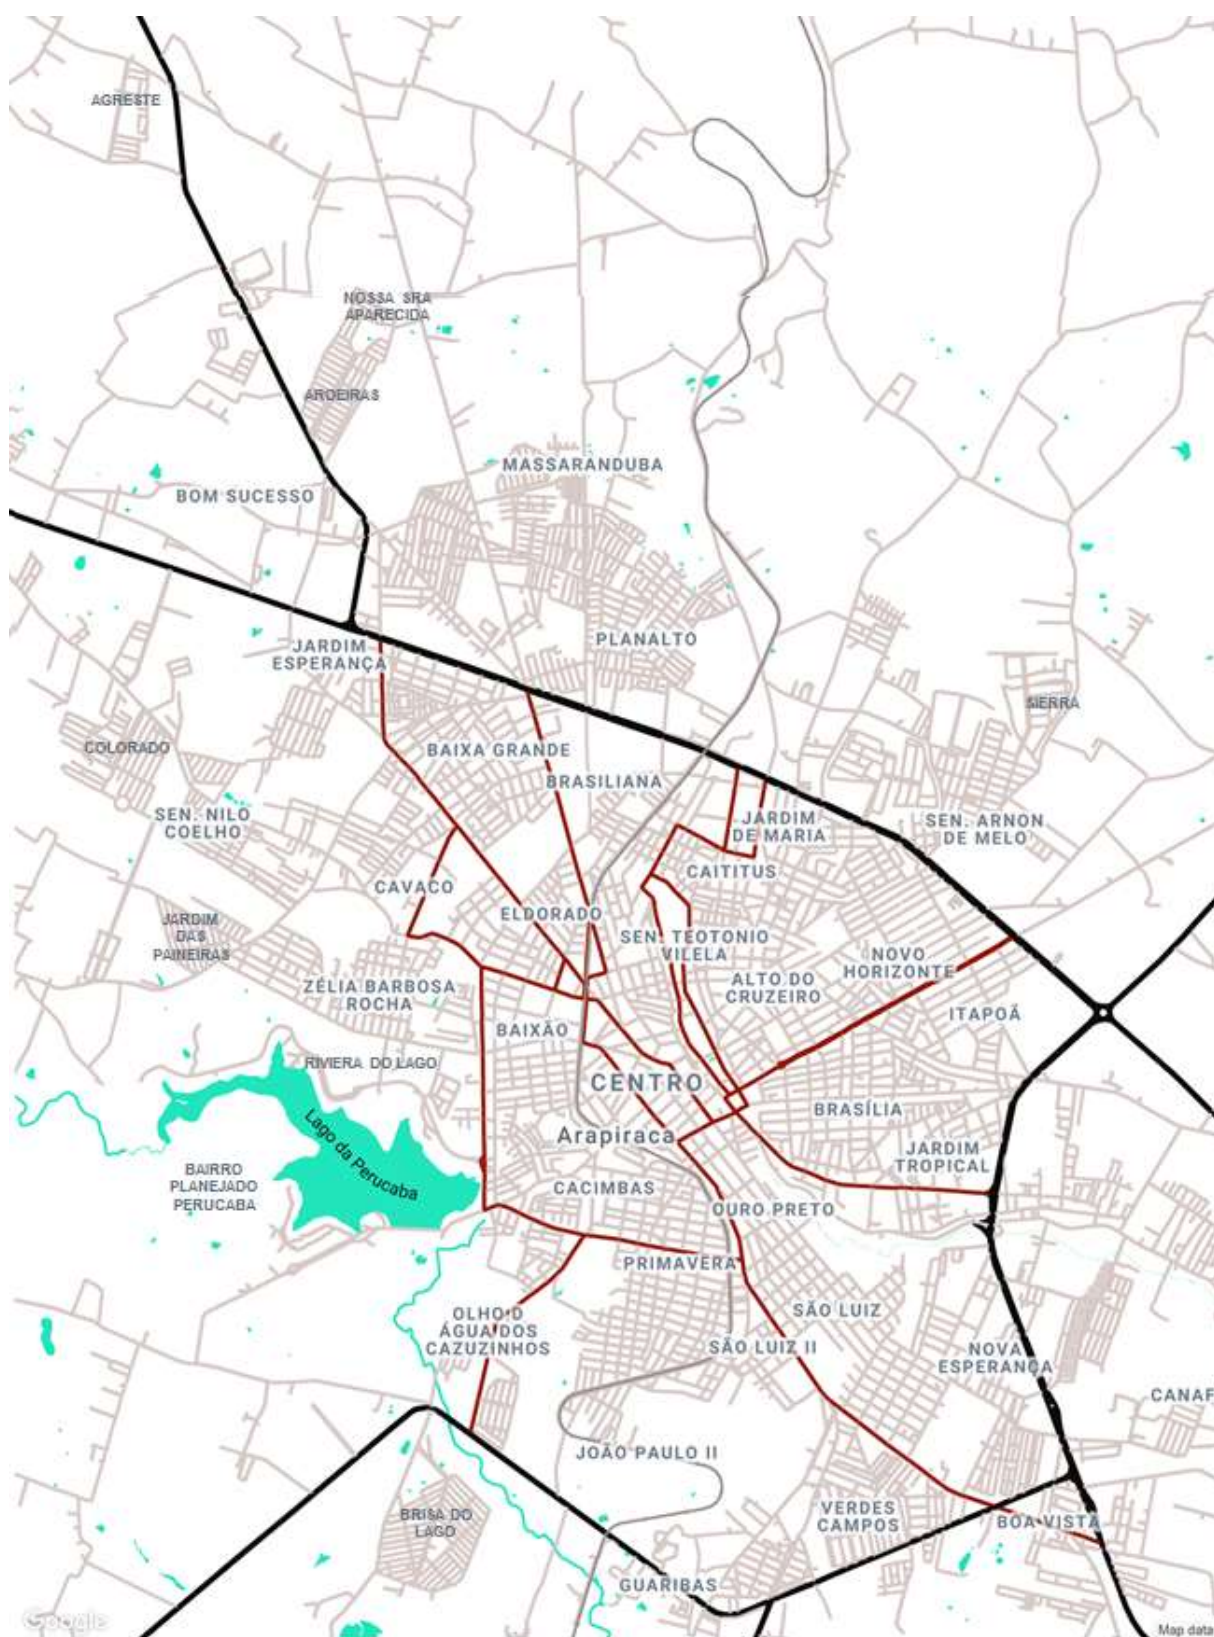 AGRESTE
NOSSA SRA
APARECIDA
AROEIRAS
MASSARANDUBA
BOM SUCESSO
PLANALTO
JARDIM
ESPERANÇA
SIERRA
COLORADO
BAIXA GRANDE
BRASILIANA
SEN. NILO
COELHO
JARDIM
DE MARIA
SEN. ARNON
DE MELO
CAITITUS
CAVACO
ELDORADO
JARDIM
DAS
PAINEIRAS
SEN. TEOTONIO
VILELA
NOVO
HORIZONTE
ZÉLIA BARBOSA
ROCHA
ALTO DO
CRUZEIRO
ITAPOÃ
BAIXÃO
RIVIERA DO LAGO
CENTRO
BRASÍLIA
Arapiraca
Lago da Perucaba
JARDIM
TROPICAL
BAIRRO
PLANEJADO
PERUCABA
CACIMBAS
OURO PRETO
PRIMAVERA
SÃO LUIZ
OLHO D
ÁGUA DOS
CAZUZINHOS
SÃO LUIZ II
NOVA
ESPERANÇA
CANAF
JOÃO PAULO II
BRISA DO
LAGO
VERDES
CAMPOS
BOA VISTA
GUARIBAS
Google
Map data